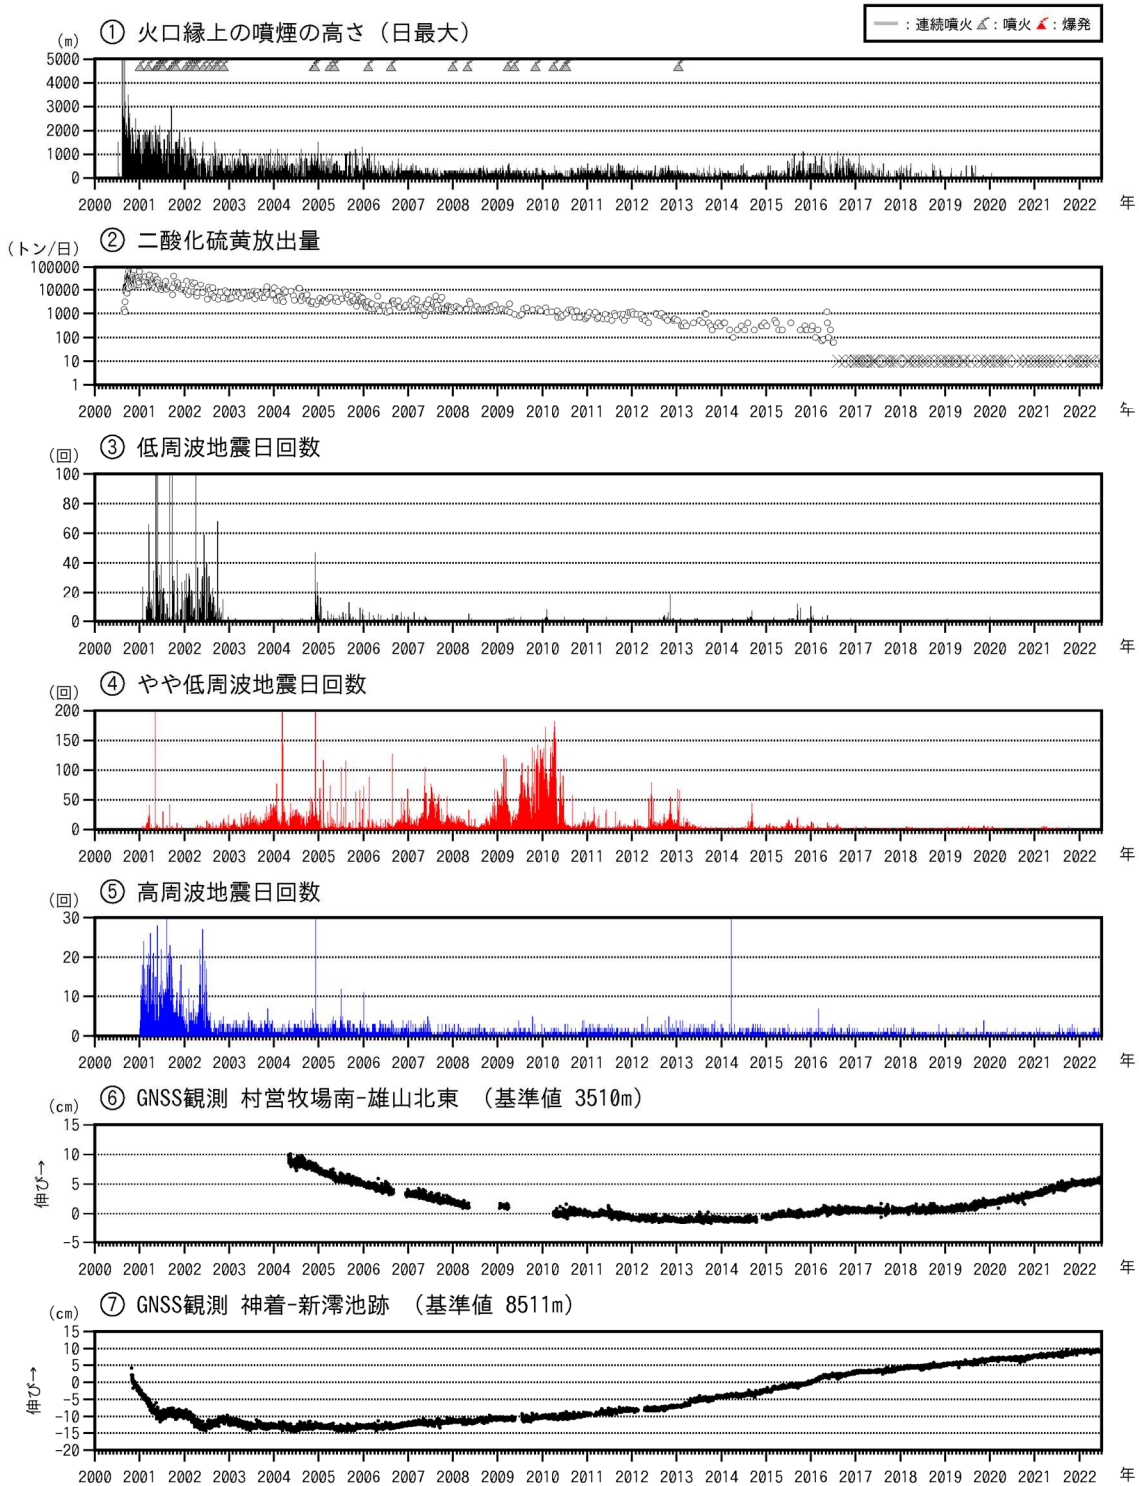 ━ : 連続噴火 : 噴火 : 爆発
① 火口縁上の噴煙の高さ（日最大）
(m)
5000
4000
3000
2000
1000
0
2000 2001 2002 2003 2004 2005 2006 2007 2008 2009 2010 2011 2012 2013 2014 2015 2016 2017 2018 2019 2020 2021 2022 年
② 二酸化硫黄放出量
(トン/日)
100000
10000
1000
100
10
1
2000 2001 2002 2003 2004 2005 2006 2007 2008 2009 2010 2011 2012 2013 2014 2015 2016 2017 2018 2019 2020 2021 2022 年
③ 低周波地震日回数
(回)
100
80
60
40
20
0
2000 2001 2002 2003 2004 2005 2006 2007 2008 2009 2010 2011 2012 2013 2014 2015 2016 2017 2018 2019 2020 2021 2022 年
④ やや低周波地震日回数
(回)
200
150
100
50
0
2000 2001 2002 2003 2004 2005 2006 2007 2008 2009 2010 2011 2012 2013 2014 2015 2016 2017 2018 2019 2020 2021 2022 年
⑤ 高周波地震日回数
(回)
30
20
10
0
2000 2001 2002 2003 2004 2005 2006 2007 2008 2009 2010 2011 2012 2013 2014 2015 2016 2017 2018 2019 2020 2021 2022 年
⑥ GNSS観測 村営牧場南-雄山北東 （基準値 3510m）
(cm)
15
10
5
0
-5
伸び→
2000 2001 2002 2003 2004 2005 2006 2007 2008 2009 2010 2011 2012 2013 2014 2015 2016 2017 2018 2019 2020 2021 2022 年
⑦ GNSS観測 神着-新澪池跡 （基準値 8511m）
(cm)
15
10
5
0
-5
-10
-15
-20
伸び→
2000 2001 2002 2003 2004 2005 2006 2007 2008 2009 2010 2011 2012 2013 2014 2015 2016 2017 2018 2019 2020 2021 2022 年